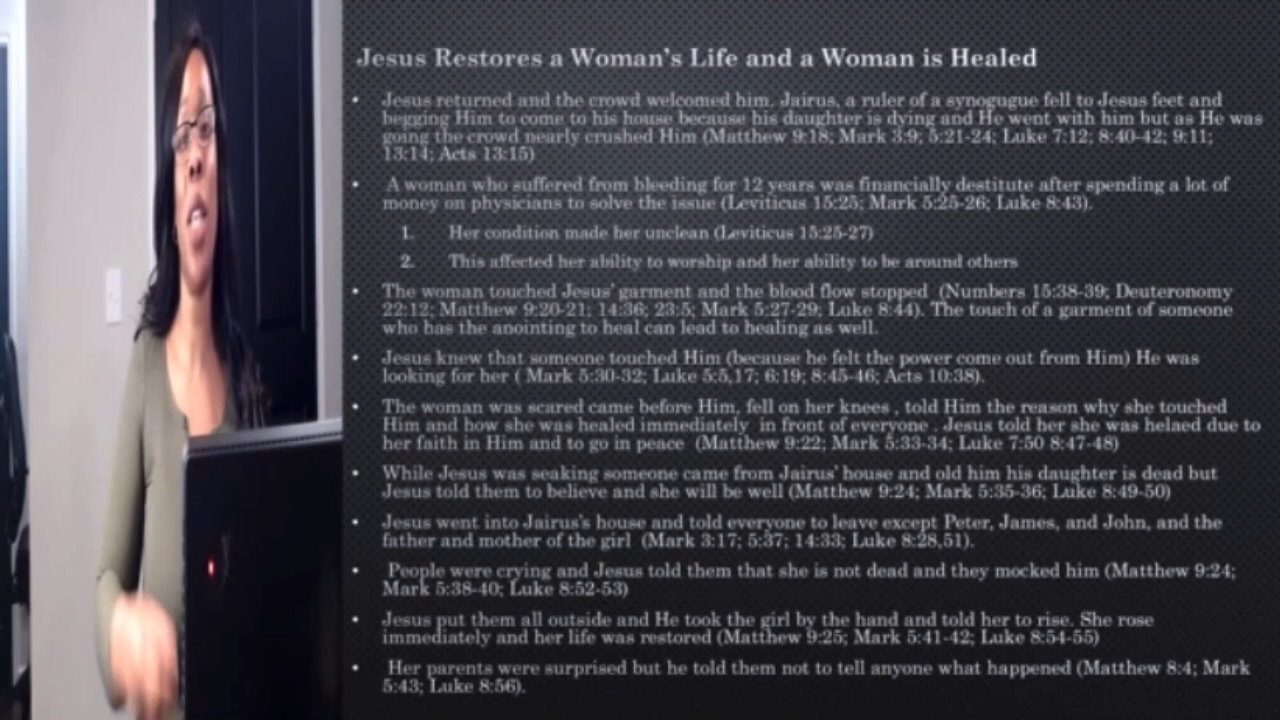 Jesus Restores a Woman's Life and a Woman is Healed
• Jesus returned and the crowd welcomed him. Jairus, a ruler of a synogugue fell to Jesus feet and
begging Him to come to his house because his daughter is dying and He went with him but as He was
going the crowd nearly crushed Him (Matthew 9:18; Mark 3:9; 5:21-24; Luke 7:12; 8:40-42; 9:11;
13:14; Acts 13:15)
• A woman who suffered from bleeding for 12 years was financially destitute after spending a lot of
money on physicians to solve the issue (Leviticus 15:25; Mark 5:25-26; Luke 8:43).
1. Her condition made her unclean (Leviticus 15:25-27)
2. This affected her ability to worship and her ability to be around others
• The woman touched Jesus' garment and the blood flow stopped (Numbers 15:38-39; Deuteronomy
22:12; Matthew 9:20-21; 14:36; 23:5; Mark 5:27-29; Luke 8:44). The touch of a garment of someone
who has the anointing to heal can lead to healing as well.
• Jesus knew that someone touched Him (because he felt the power come out from Him) He was
looking for her ( Mark 5:30-32; Luke 5:5,17; 6:19; 8:45-46; Acts 10:38).
• The woman was scared came before Him, fell on her knees , told Him the reason why she touched
Him and how she was healed immediately in front of everyone . Jesus told her she was helaed due to
her faith in Him and to go in peace (Matthew 9:22; Mark 5:33-34; Luke 7:50 8:47-48)
• While Jesus was seaking someone came from Jairus' house and old him his daughter is dead but
Jesus told them to believe and she will be well (Matthew 9:24; Mark 5:35-36; Luke 8:49-50)
• Jesus went into Jairus's house and told everyone to leave except Peter, James, and John, and the
father and mother of the girl (Mark 3:17; 5:37; 14:33; Luke 8:28,51).
• People were crying and Jesus told them that she is not dead and they mocked him (Matthew 9:24;
Mark 5:38-40; Luke 8:52-53)
• Jesus put them all outside and He took the girl by the hand and told her to rise. She rose
immediately and her life was restored (Matthew 9:25; Mark 5:41-42; Luke 8:54-55)
• Her parents were surprised but he told them not to tell anyone what happened (Matthew 8:4; Mark
5:43; Luke 8:56).